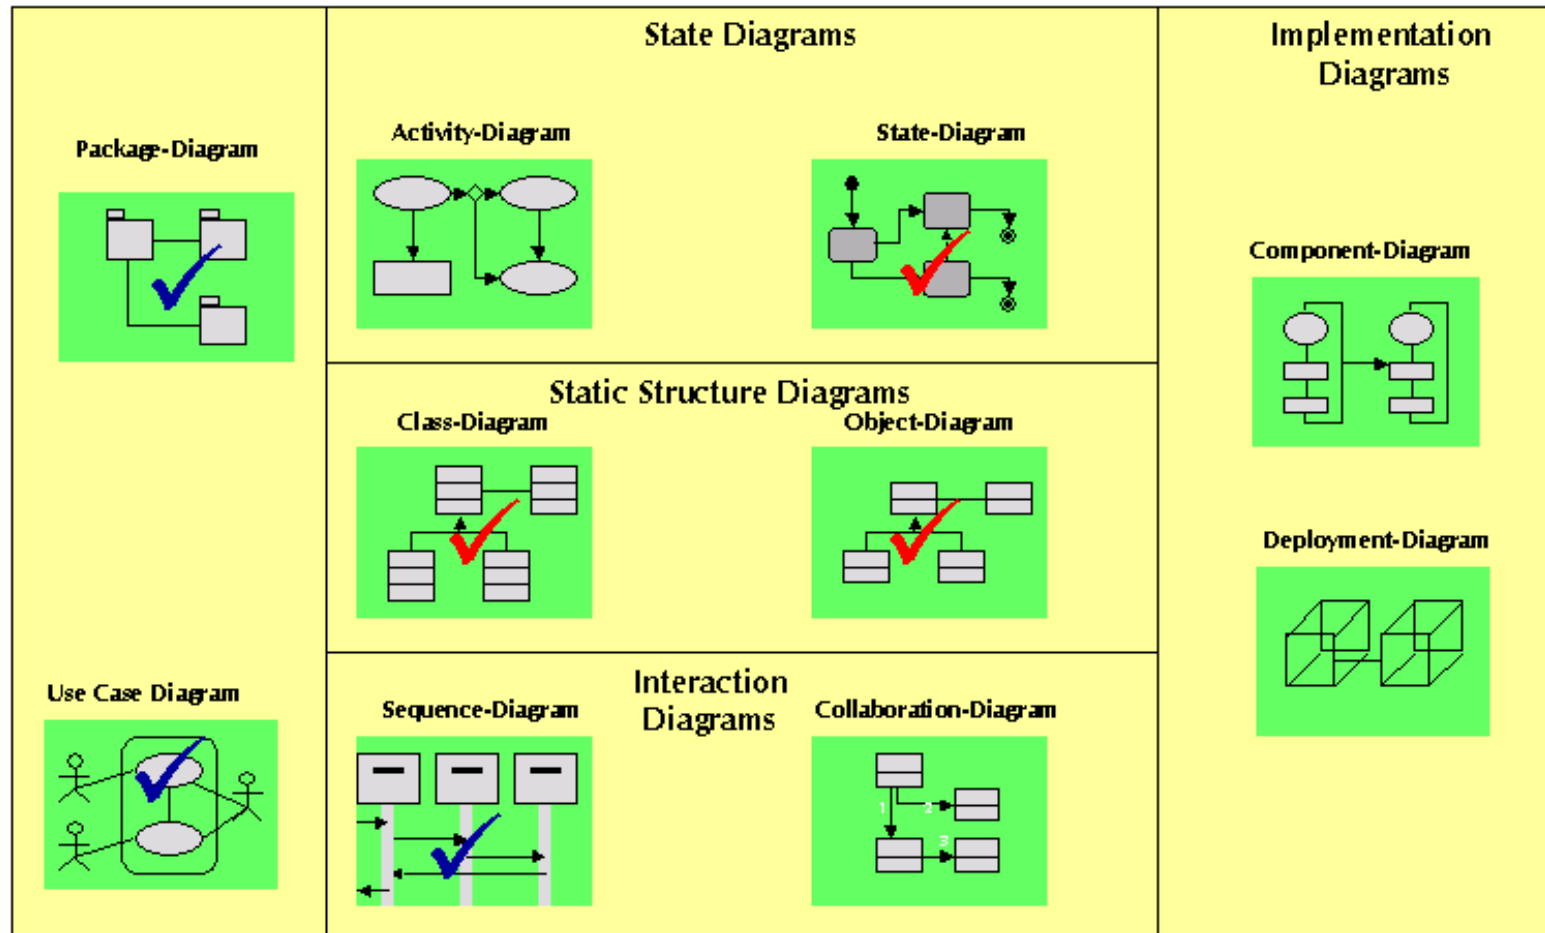 State Diagrams
Implementation
Diagrams
Package-Diagram
Activity-Diagram
State-Diagram
Component-Diagram
Static Structure Diagrams
Class-Diagram
Object-Diagram
Deployment-Diagram
Use Case Diagram
Interaction
Diagrams
Sequence-Diagram
Collaboration-Diagram
1
2
3